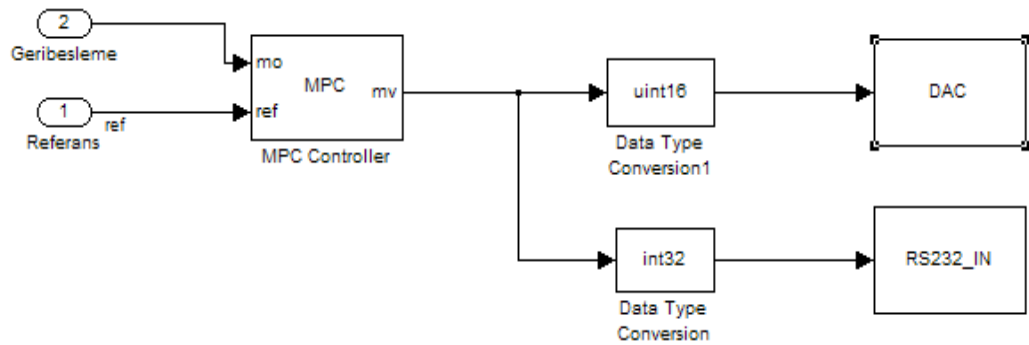 2
Geribesleme
1
ref
Referans
mo
MPC
mv
ref
MPC Controller
uint16
Data Type
Conversion1
DAC
int32
Data Type
Conversion
RS232_IN